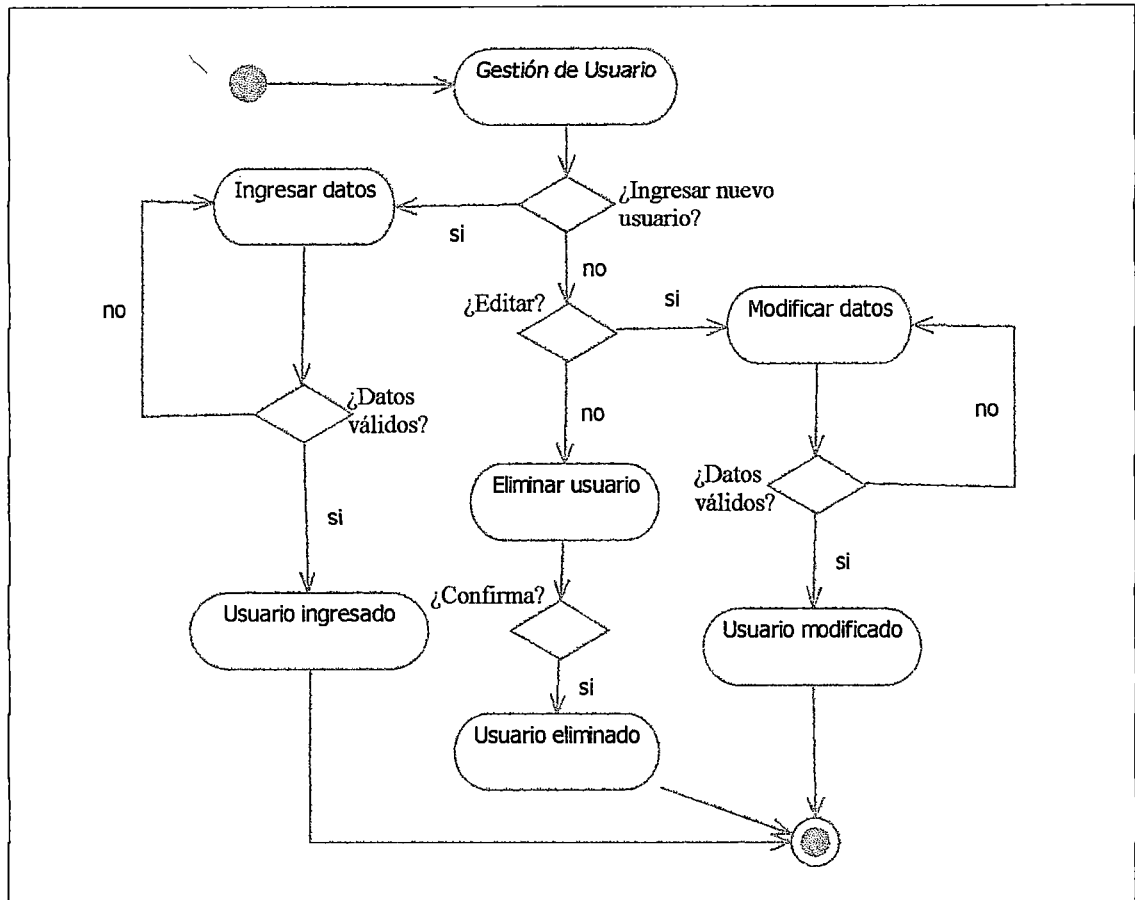 Gestión de Usuario
Ingresar datos
¿Ingresar nuevo
usuario?
si
no
¿Editar?
si
Modificar datos
no
¿Datos
válidos?
no
no
Eliminar usuario
¿Datos
válidos?
si
si
¿Confirma?
Usuario ingresado
Usuario modificado
si
Usuario eliminado